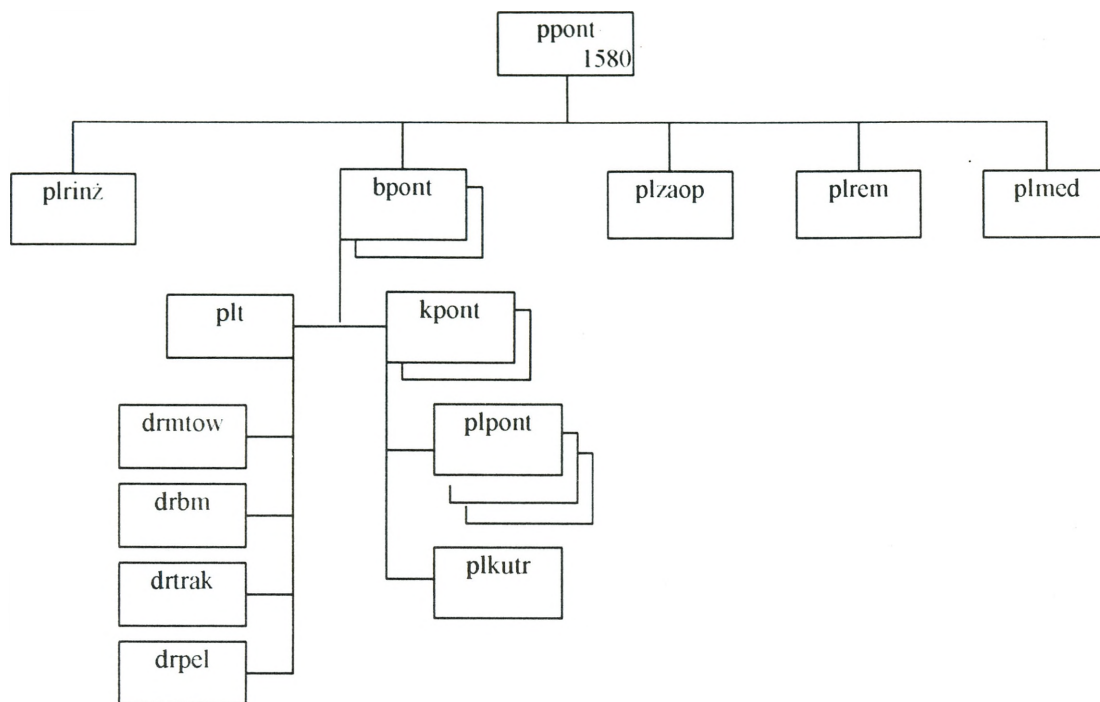 ppont
1580
plrinż
bpont
plzaop
plrem
plmed
plt
kpont
drmtow
plpont
drbm
plkutr
drtrak
drpel